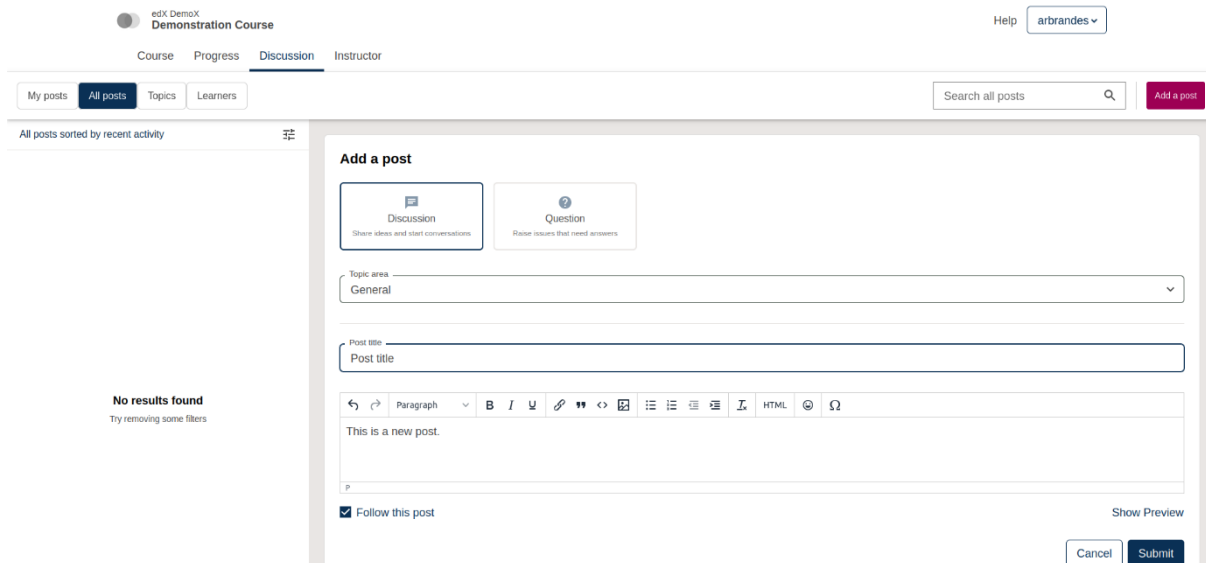 edX DemoX
Demonstration Course
Help
arbrandes
Course Progress Discussion Instructor
My posts All posts Topics Learners
Search all posts
Add a post
All posts sorted by recent activity
Add a post
Discussion
Share ideas and start conversations
Question
Raise issues that need answers
Topic area
General
Post title
Post title
No results found
Try removing some filters
Paragraph B I U HTML Ω
This is a new post.
P
Follow this post
Show Preview
Cancel Submit